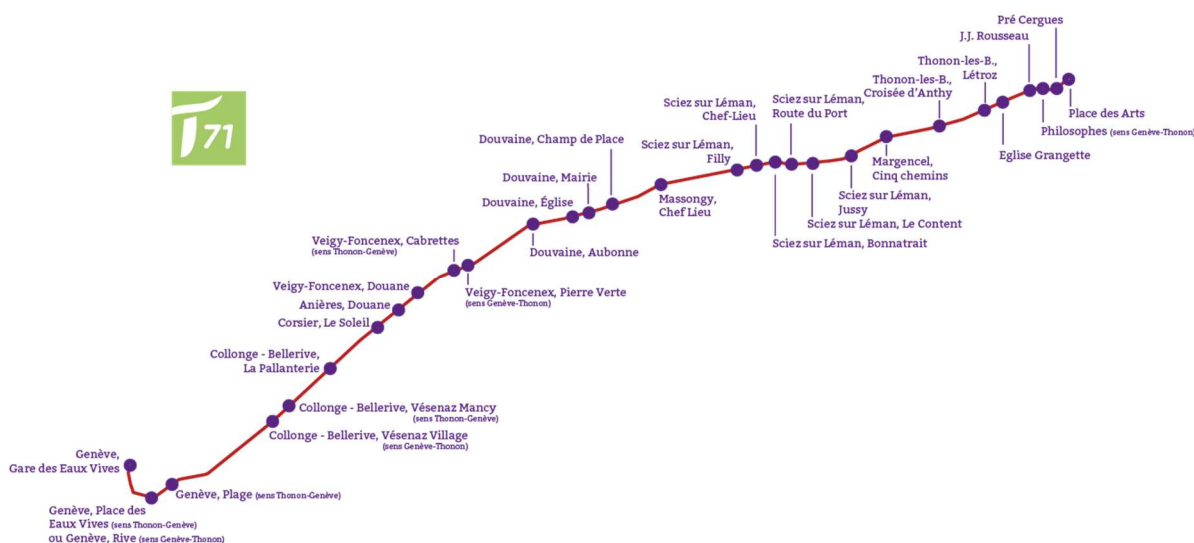 T 71
Genève,
Gare des Eaux Vives
Genève, Place des
Eaux Vives (sens Thonon-Genève)
ou Genève, Rive (sens Genève-Thonon)
Genève, Plage (sens Thonon-Genève)
Collonge - Bellerive, Vésenaz Village
(sens Genève-Thonon)
Collonge - Bellerive, Vésenaz Mancy
(sens Thonon-Genève)
Collonge - Bellerive,
La Pallanterie
Corsier, Le Soleil
Anières, Douane
Veigy-Foncenex, Douane
Veigy-Foncenex, Cabrettes
(sens Thonon-Genève)
Veigy-Foncenex, Pierre Verte
(sens Genève-Thonon)
Douvaine, Aubonne
Douvaine, Église
Douvaine, Mairie
Douvaine, Champ de Place
Massongy,
Chef Lieu
Sciez sur Léman,
Filly
Sciez sur Léman,
Chef-Lieu
Sciez sur Léman, Bonnatrait
Sciez sur Léman,
Route du Port
Sciez sur Léman, Le Content
Sciez sur Léman,
Jussy
Margencel,
Cinq chemins
Thonon-les-B.,
Croisée d'Anthy
Thonon-les-B.,
Létroz
Eglise Grangette
J.J. Rousseau
Philosophes (sens Genève-Thonon)
Pré Cergues
Place des Arts